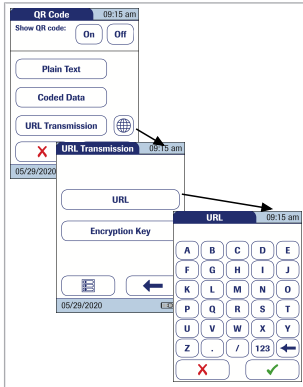 QR Code 09:15 am
Show QR code: On Off
Plain Text
Coded Data
URL Transmission
X
05/29/2020
URL Transmission 09:15 am
URL
Encryption Key
05/29/2020
URL 09:15 am
A B C D E
F G H I J
K L M N O
P Q R S T
U V W X Y
Z . / 123